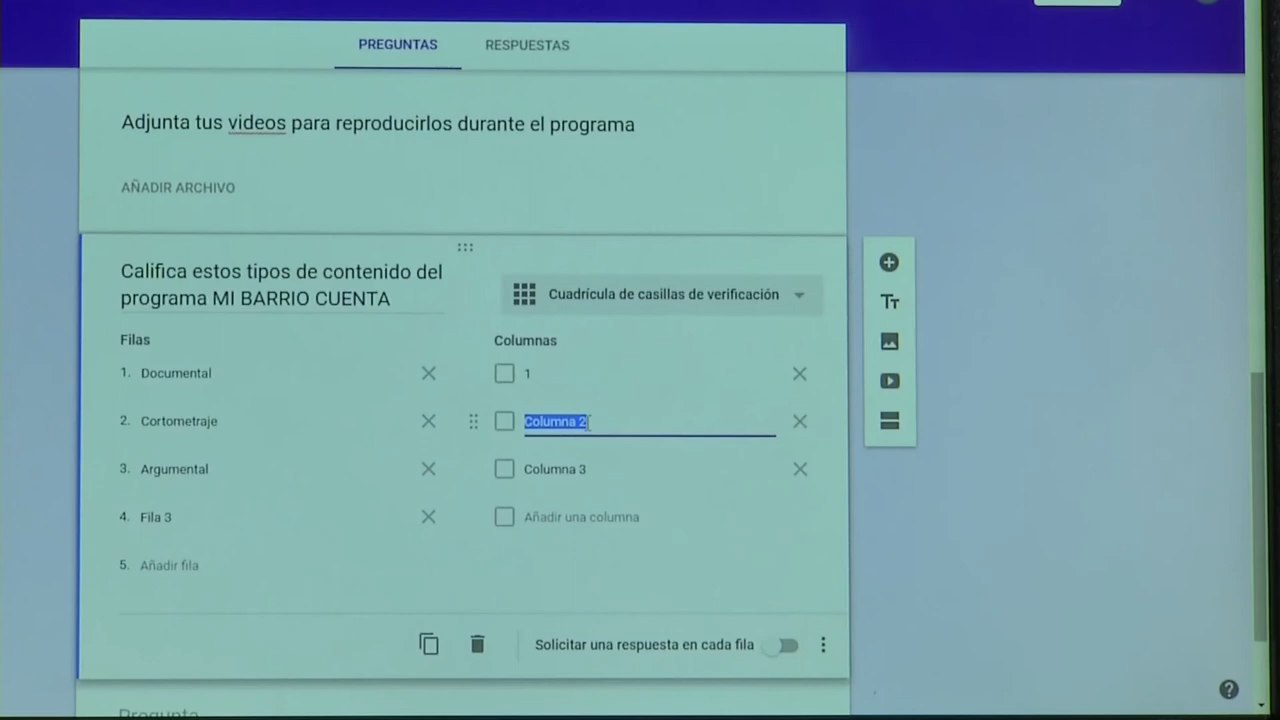 PREGUNTAS RESPUESTAS
Adjunta tus videos para reproducirlos durante el programa
AÑADIR ARCHIVO
Califica estos tipos de contenido del
programa MI BARRIO CUENTA
Cuadrícula de casillas de verificación
Filas
Columnas
1. Documental
1
2. Cortometraje
Columna 2
3. Argumental
Columna 3
4. Fila 3
Añadir una columna
5. Añadir fila
Solicitar una respuesta en cada fila
Pregunta